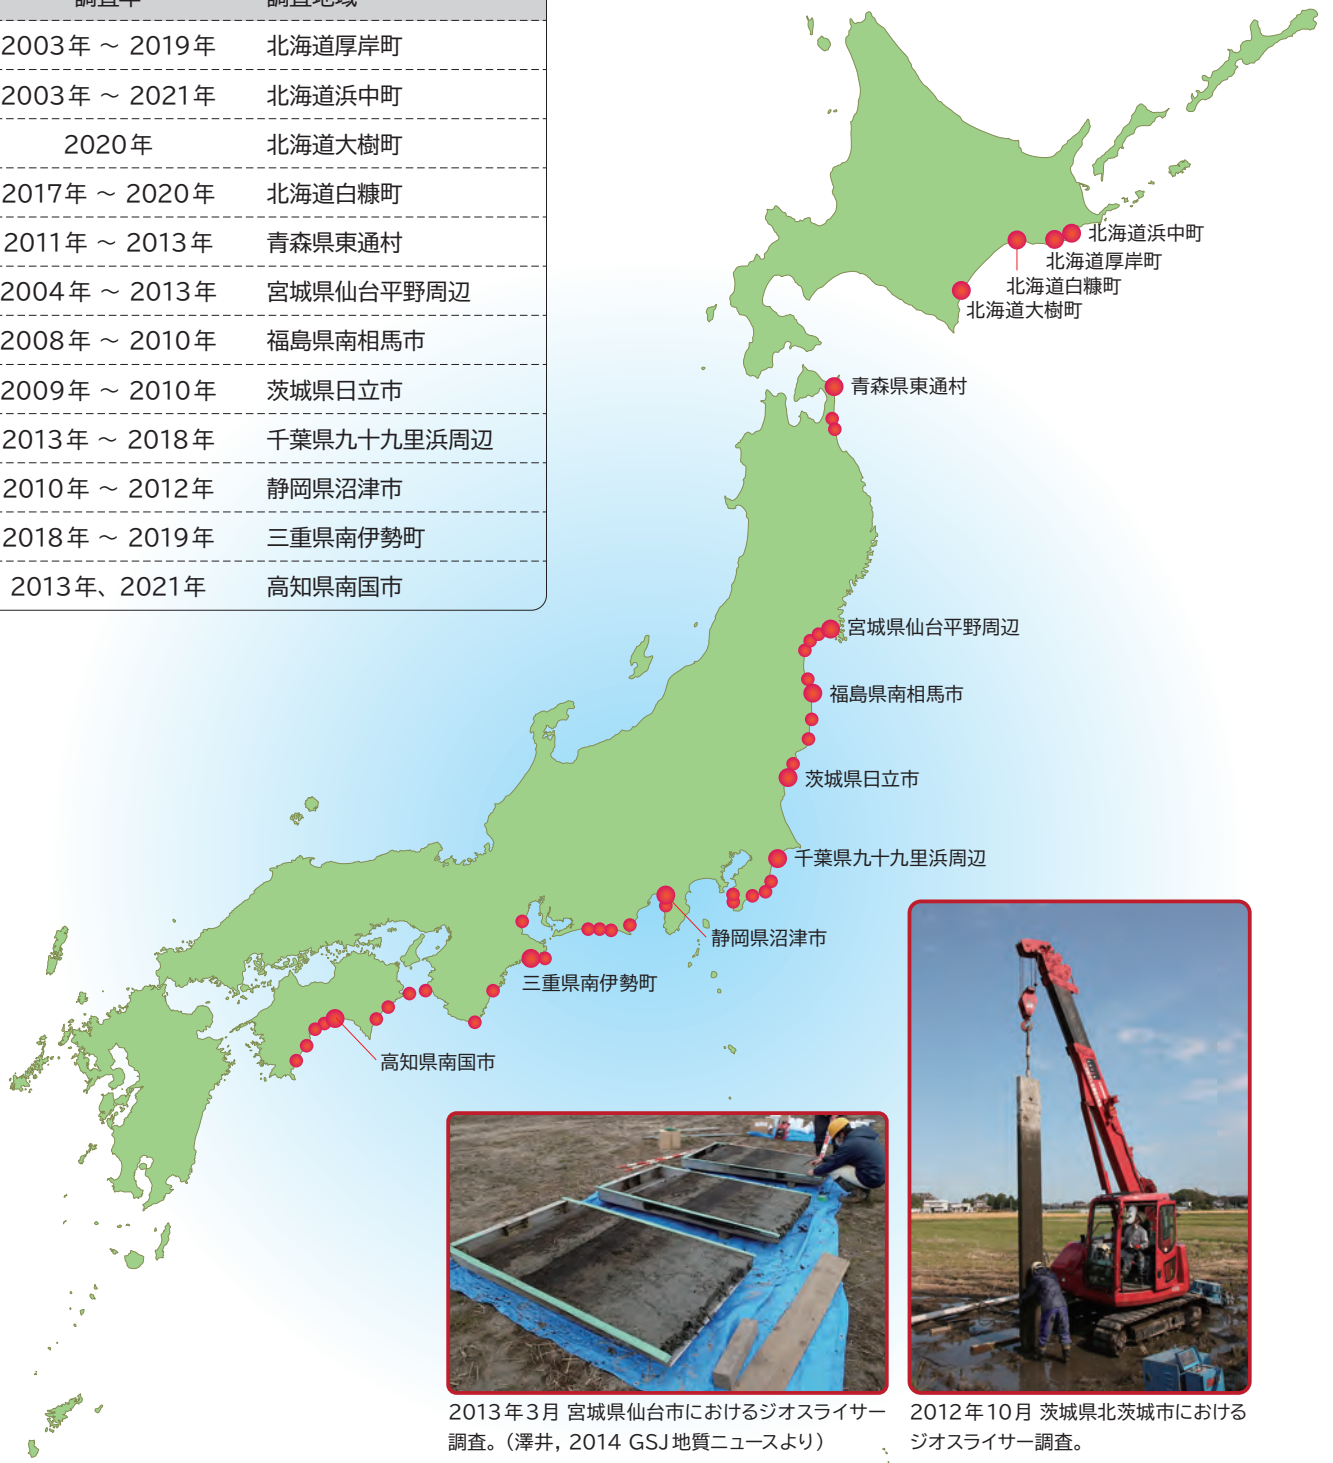 調査年 調査地域
2003年 ～ 2019年 北海道厚岸町
2003年 ～ 2021年 北海道浜中町
2020年 北海道大樹町
2017年 ～ 2020年 北海道白糠町
2011年 ～ 2013年 青森県東通村
2004年 ～ 2013年 宮城県仙台平野周辺
2008年 ～ 2010年 福島県南相馬市
2009年 ～ 2010年 茨城県日立市
2013年 ～ 2018年 千葉県九十九里浜周辺
2010年 ～ 2012年 静岡県沼津市
2018年 ～ 2019年 三重県南伊勢町
2013年、2021年 高知県南国市
北海道浜中町
北海道厚岸町
北海道白糠町
北海道大樹町
青森県東通村
宮城県仙台平野周辺
福島県南相馬市
茨城県日立市
千葉県九十九里浜周辺
静岡県沼津市
三重県南伊勢町
高知県南国市
2013年3月 宮城県仙台市におけるジオスライサー
調査。（澤井, 2014 GSJ地質ニュースより）
2012年10月 茨城県北茨城市における
ジオスライサー調査。